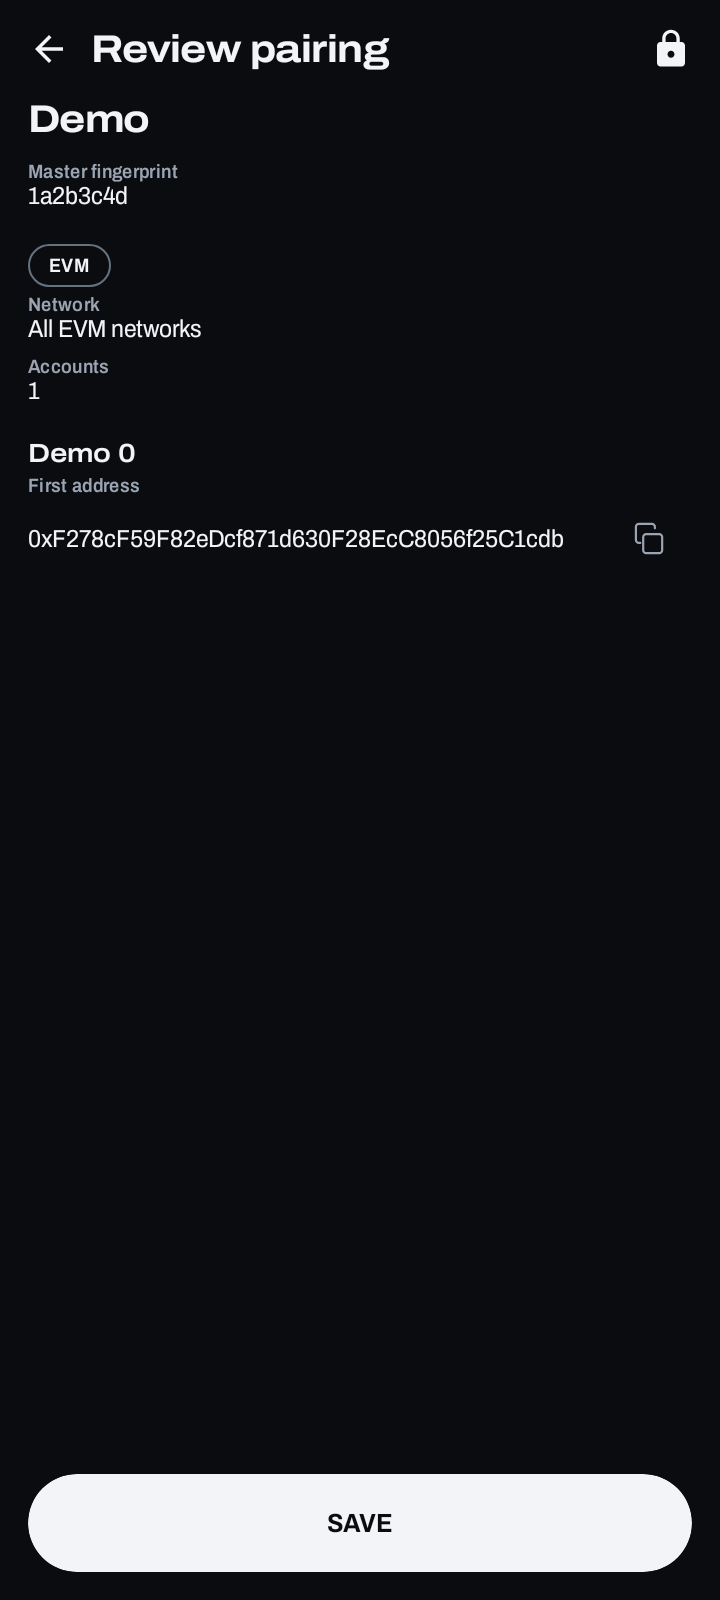 Review pairing
Demo
Master fingerprint
1a2b3c4d
EVM
Network
All EVM networks
Accounts
1
Demo 0
First address
0xF278cF59F82eDcf871d630F28EcC8056f25C1cdb
SAVE